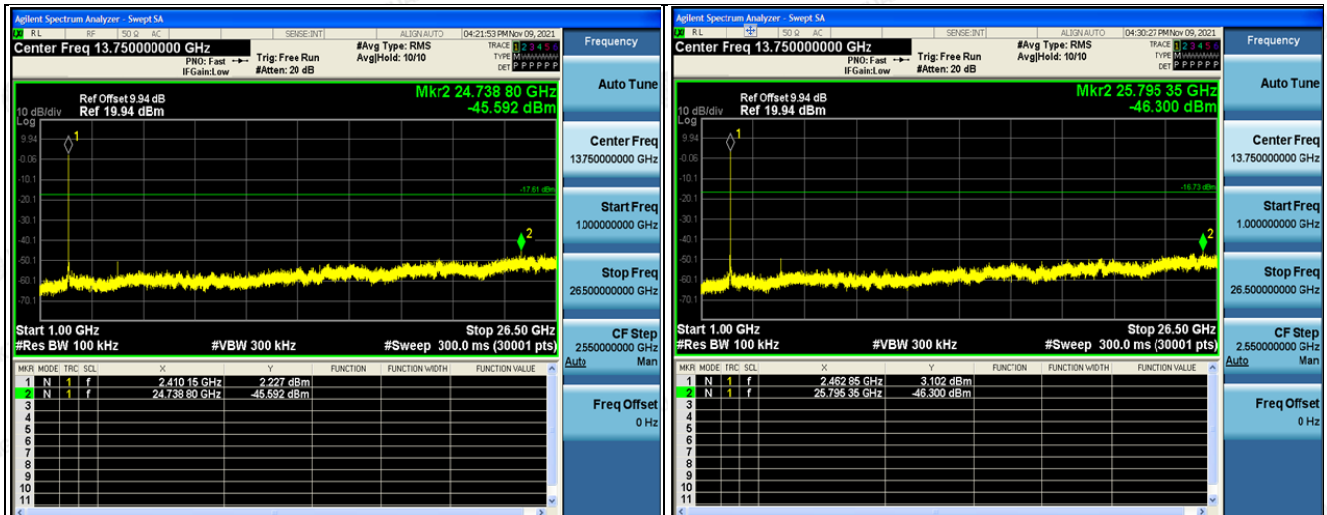 Agilent Spectrum Analyzer - Swept SA
RL RF 50 Ω AC SENSE:INT ALIGN AUTO 04:21:53 PM Nov 09, 2021
Center Freq 13.750000000 GHz
PNO: Fast
IFGain:Low
Trig: Free Run
#Atten: 20 dB
#Avg Type: RMS
Avg|Hold: 10/10
TRACE 1 2 3 4 5 6
TYPE M
DET P P P P P P
Mkr2 24.738 80 GHz
-45.592 dBm
Ref Offset 9.94 dB
10 dB/div Ref 19.94 dBm
Log
9.94
-0.06
-10.1
-20.1
-30.1
-40.1
-50.1
-60.1
-70.1
1
-17.61 dBm
2
Start 1.00 GHz Stop 26.50 GHz
#Res BW 100 kHz #VBW 300 kHz #Sweep 300.0 ms (30001 pts)
MKR MODE TRC SCL X Y FUNCTION FUNCTION WIDTH FUNCTION VALUE
1 N 1 f 2.410 15 GHz 2.227 dBm
2 N 1 f 24.738 80 GHz -45.592 dBm
3
4
5
6
7
8
9
10
11
Frequency
Auto Tune
Center Freq
13.750000000 GHz
Start Freq
1.000000000 GHz
Stop Freq
26.500000000 GHz
CF Step
2.550000000 GHz
Auto Man
Freq Offset
0 Hz
Agilent Spectrum Analyzer - Swept SA
RL 50 Ω AC SENSE:INT ALIGN AUTO 04:30:27 PM Nov 09, 2021
Center Freq 13.750000000 GHz
PNO: Fast
IFGain:Low
Trig: Free Run
#Atten: 20 dB
#Avg Type: RMS
Avg|Hold: 10/10
TRACE 1 2 3 4 5 6
TYPE M
DET P P P P P P
Mkr2 25.795 35 GHz
-46.300 dBm
Ref Offset 9.94 dB
10 dB/div Ref 19.94 dBm
Log
9.94
-0.06
-10.1
-20.1
-30.1
-40.1
-50.1
-60.1
-70.1
1
-16.73 dBm
2
Start 1.00 GHz Stop 26.50 GHz
#Res BW 100 kHz #VBW 300 kHz #Sweep 300.0 ms (30001 pts)
MKR MODE TRC SCL X Y FUNCTION FUNCTION WIDTH FUNCTION VALUE
1 N 1 f 2.462 85 GHz 3.102 dBm
2 N 1 f 25.795 35 GHz -46.300 dBm
3
4
5
6
7
8
9
10
11
Frequency
Auto Tune
Center Freq
13.750000000 GHz
Start Freq
1.000000000 GHz
Stop Freq
26.500000000 GHz
CF Step
2.550000000 GHz
Auto Man
Freq Offset
0 Hz